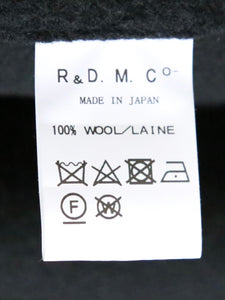 R & D. M. Co-
MADE IN JAPAN
100% WOOL/LAINE
F W